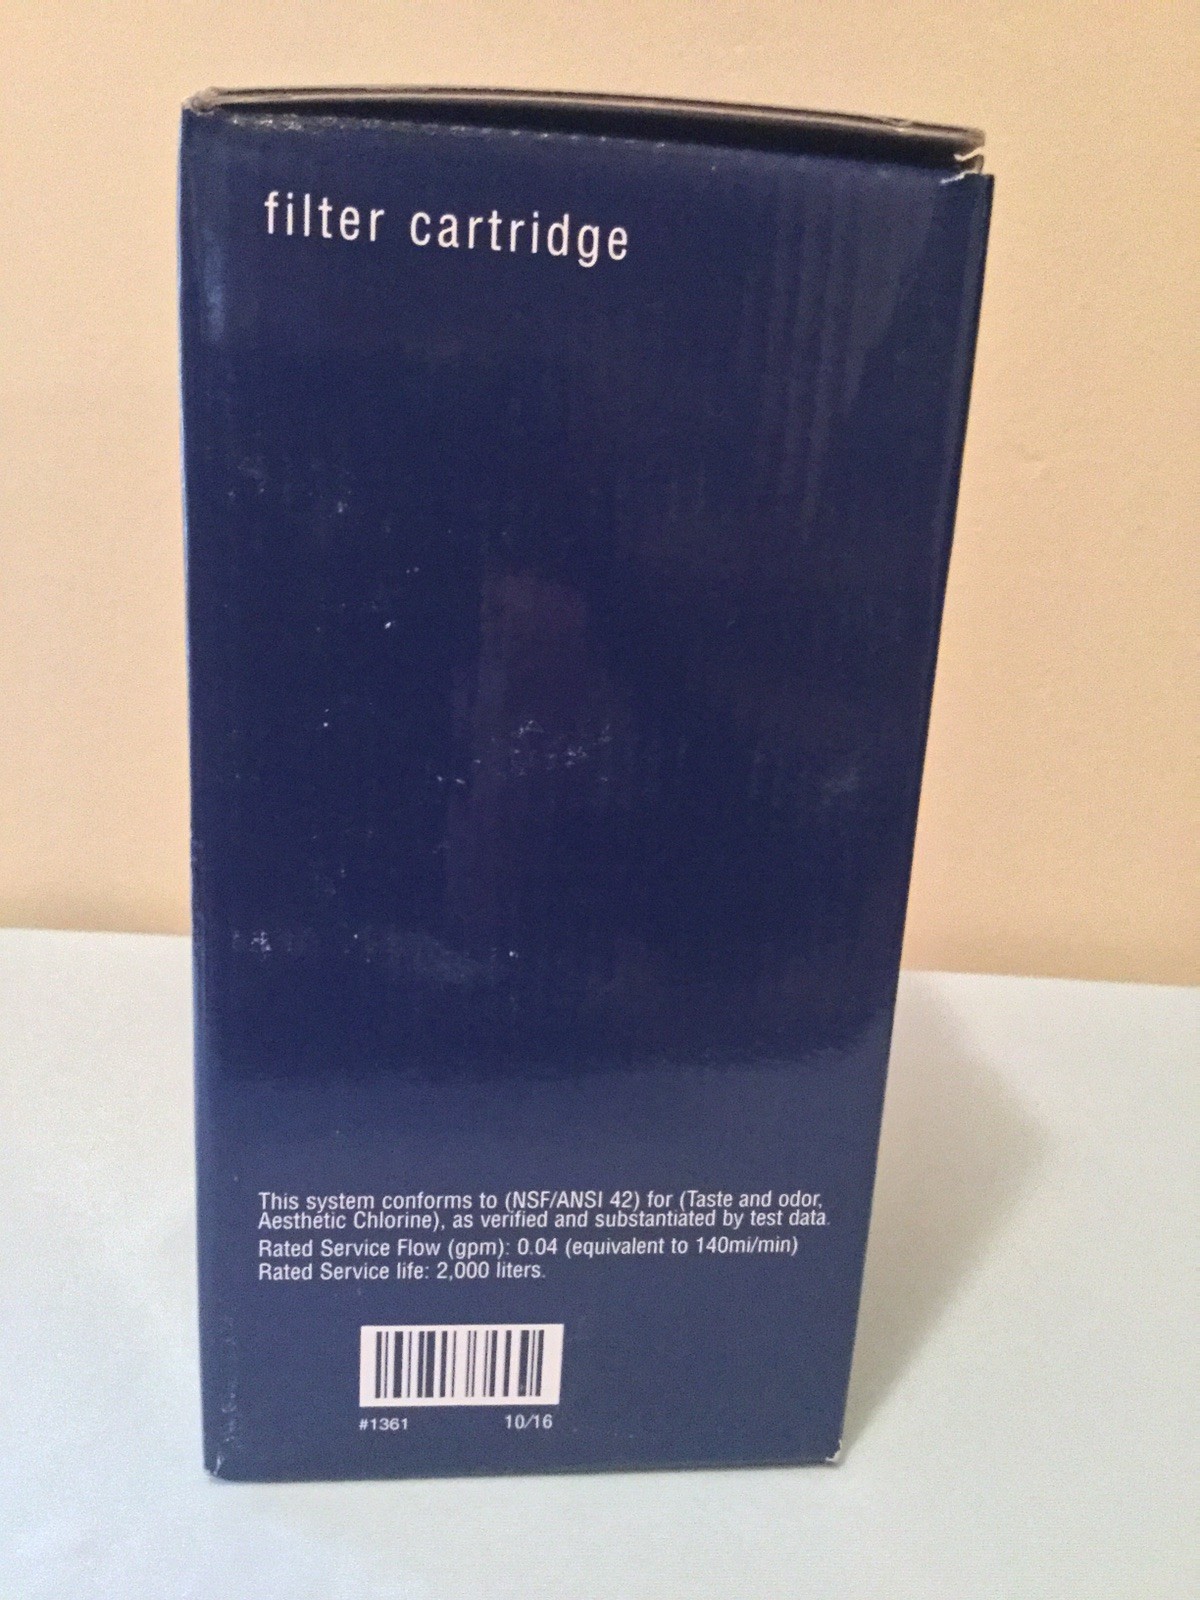 filter cartridge
This system conforms to (NSF/ANSI 42) for (Taste and odor,
Aesthetic Chlorine), as verified and substantiated by test data.
Rated Service Flow (gpm): 0.04 (equivalent to 140mi/min)
Rated Service life: 2,000 liters.
#1361 10/16